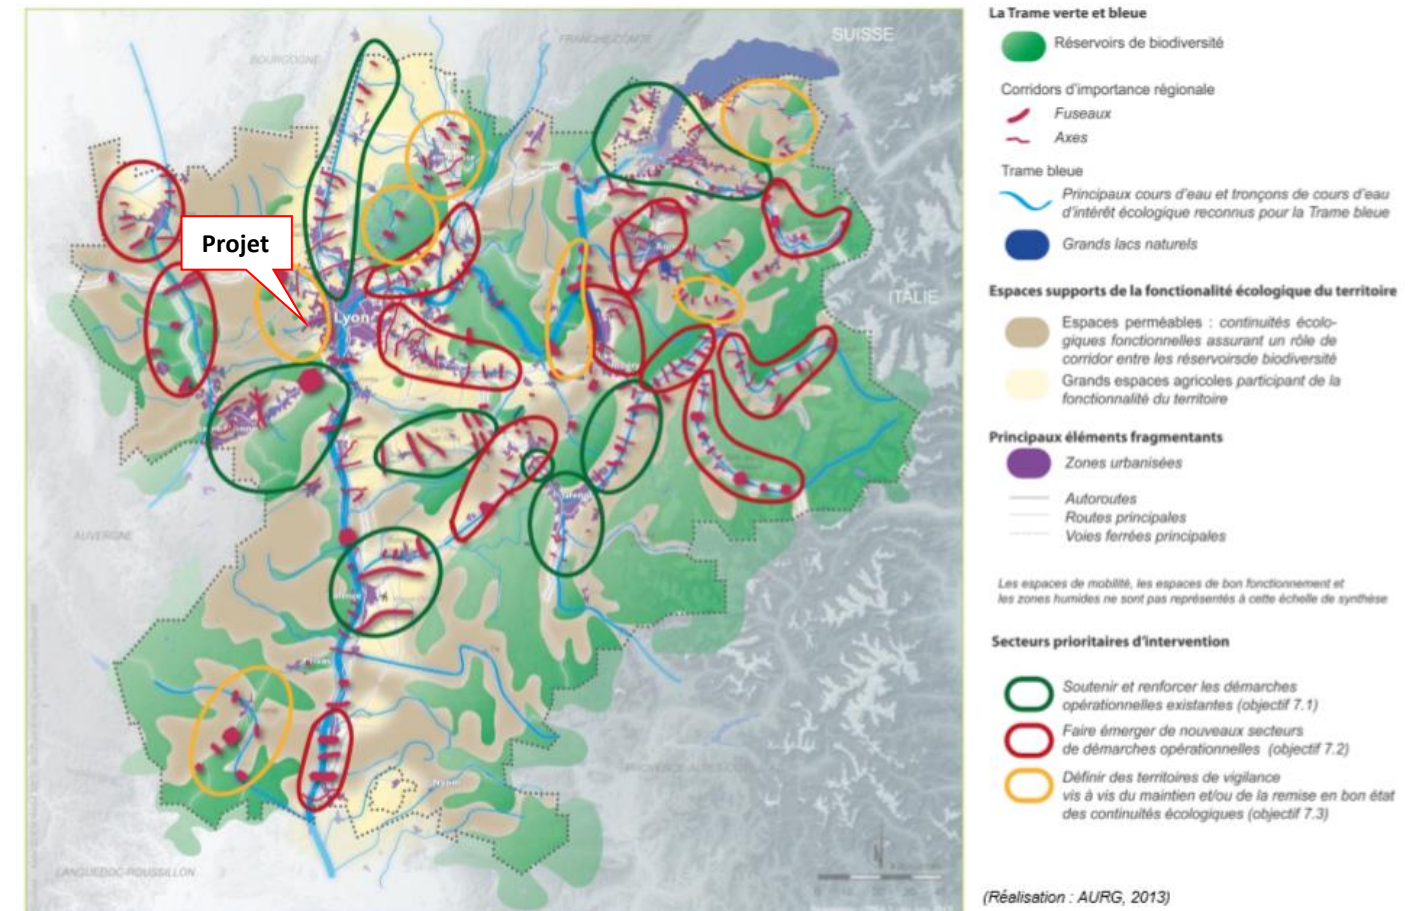 BOURGOGNE
FRANCHE-COMTÉ
SUISSE
Projet
Lyon
ITALIE
AUVERGNE
LANGUEDOC-ROUSSILLON
La Trame verte et bleue
Réservoirs de biodiversité
Corridors d'importance régionale
Fuseaux
Axes
Trame bleue
Principaux cours d'eau et tronçons de cours d'eau
d'intérêt écologique reconnus pour la Trame bleue
Grands lacs naturels
Espaces supports de la fonctionalité écologique du territoire
Espaces perméables : continuités écolo-
giques fonctionnelles assurant un rôle de
corridor entre les réservoirsde biodiversité
Grands espaces agricoles participant de la
fonctionnalité du territoire
Principaux éléments fragmentants
Zones urbanisées
Autoroutes
Routes principales
Voies ferrées principales
Les espaces de mobilité, les espaces de bon fonctionnement et
les zones humides ne sont pas représentés à cette échelle de synthèse
Secteurs prioritaires d'intervention
Soutenir et renforcer les démarches
opérationnelles existantes (objectif 7.1)
Faire émerger de nouveaux secteurs
de démarches opérationnelles (objectif 7.2)
Définir des territoires de vigilance
vis à vis du maintien et/ou de la remise en bon état
des continuités écologiques (objectif 7.3)
(Réalisation : AURG, 2013)